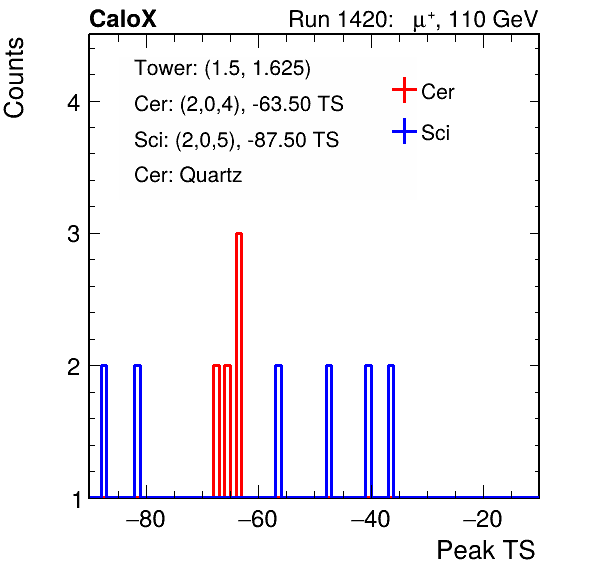 CaloX Run 1420: μ⁺, 110 GeV
Counts
Tower: (1.5, 1.625)
Cer: (2,0,4), -63.50 TS
Sci: (2,0,5), -87.50 TS
Cer: Quartz
Cer
Sci
4
3
2
1
−80 −60 −40 −20
Peak TS